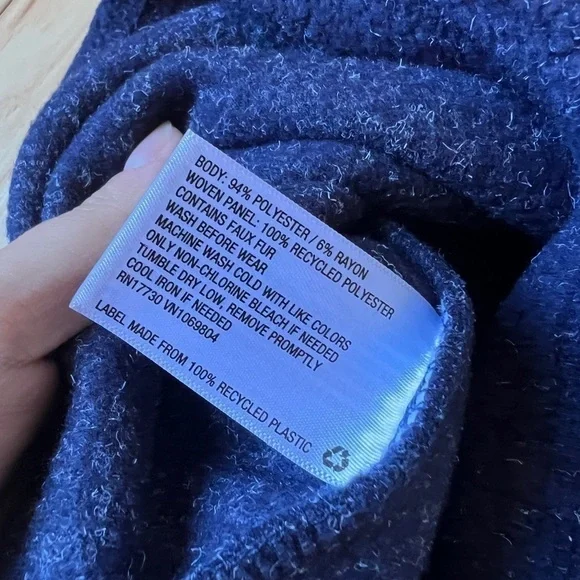 BODY: 94% POLYESTER / 6% RAYON
WOVEN PANEL: 100% RECYCLED POLYESTER
CONTAINS FAUX FUR
WASH BEFORE WEAR
MACHINE WASH COLD WITH LIKE COLORS
ONLY NON-CHLORINE BLEACH IF NEEDED
TUMBLE DRY LOW, REMOVE PROMPTLY
COOL IRON IF NEEDED
RN17730 VN1069804
LABEL MADE FROM 100% RECYCLED PLASTIC